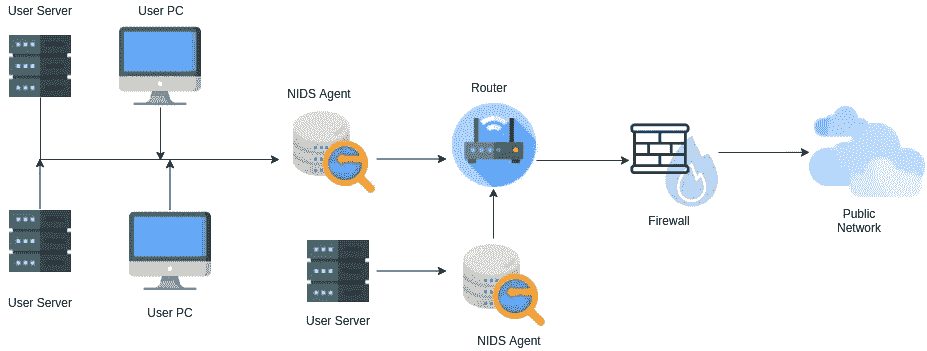 User Server
User PC
NIDS Agent
Router
Firewall
Public
Network
User Server
User PC
User Server
NIDS Agent